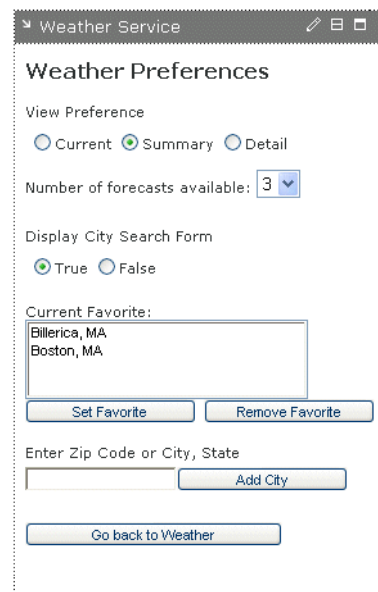 Weather Service
Weather Preferences
View Preference
Current Summary Detail
Number of forecasts available: 3
Display City Search Form
True False
Current Favorite:
Billerica, MA
Boston, MA
Set Favorite Remove Favorite
Enter Zip Code or City, State
Add City
Go back to Weather